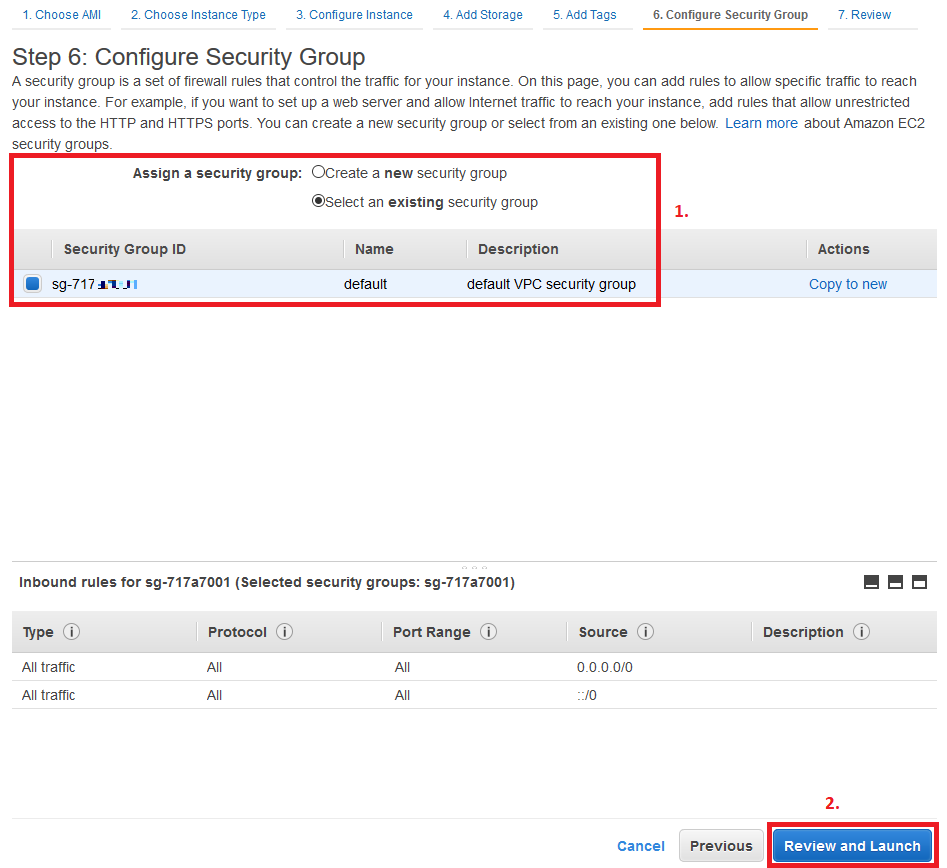 1. Choose AMI 2. Choose Instance Type 3. Configure Instance 4. Add Storage 5. Add Tags 6. Configure Security Group 7. Review
Step 6: Configure Security Group
A security group is a set of firewall rules that control the traffic for your instance. On this page, you can add rules to allow specific traffic to reach
your instance. For example, if you want to set up a web server and allow Internet traffic to reach your instance, add rules that allow unrestricted
access to the HTTP and HTTPS ports. You can create a new security group or select from an existing one below. Learn more about Amazon EC2
security groups.
Assign a security group: Create a new security group
Select an existing security group
1.
Security Group ID Name Description Actions
sg-717 default default VPC security group Copy to new
Inbound rules for sg-717a7001 (Selected security groups: sg-717a7001)
Type i Protocol i Port Range i Source i Description i
All traffic All All 0.0.0.0/0
All traffic All All ::/0
2.
Cancel Previous Review and Launch